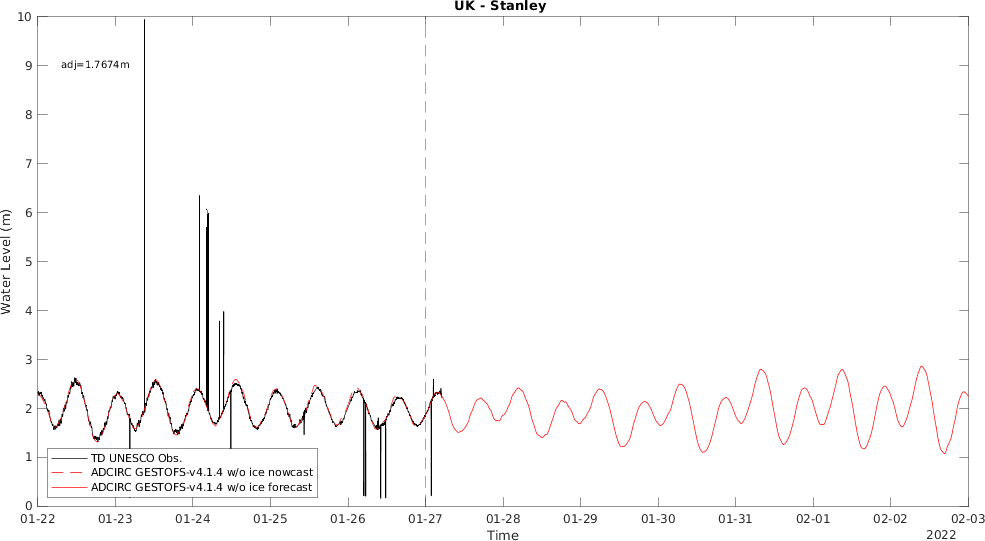 UK - Stanley
10
9
8
7
6
5
4
3
2
1
0
Water Level (m)
adj=1.7674m
TD UNESCO Obs.
ADCIRC GESTOFS-v4.1.4 w/o ice nowcast
ADCIRC GESTOFS-v4.1.4 w/o ice forecast
01-22 01-23 01-24 01-25 01-26 01-27 01-28 01-29 01-30 01-31 02-01 02-02 02-03
Time
2022